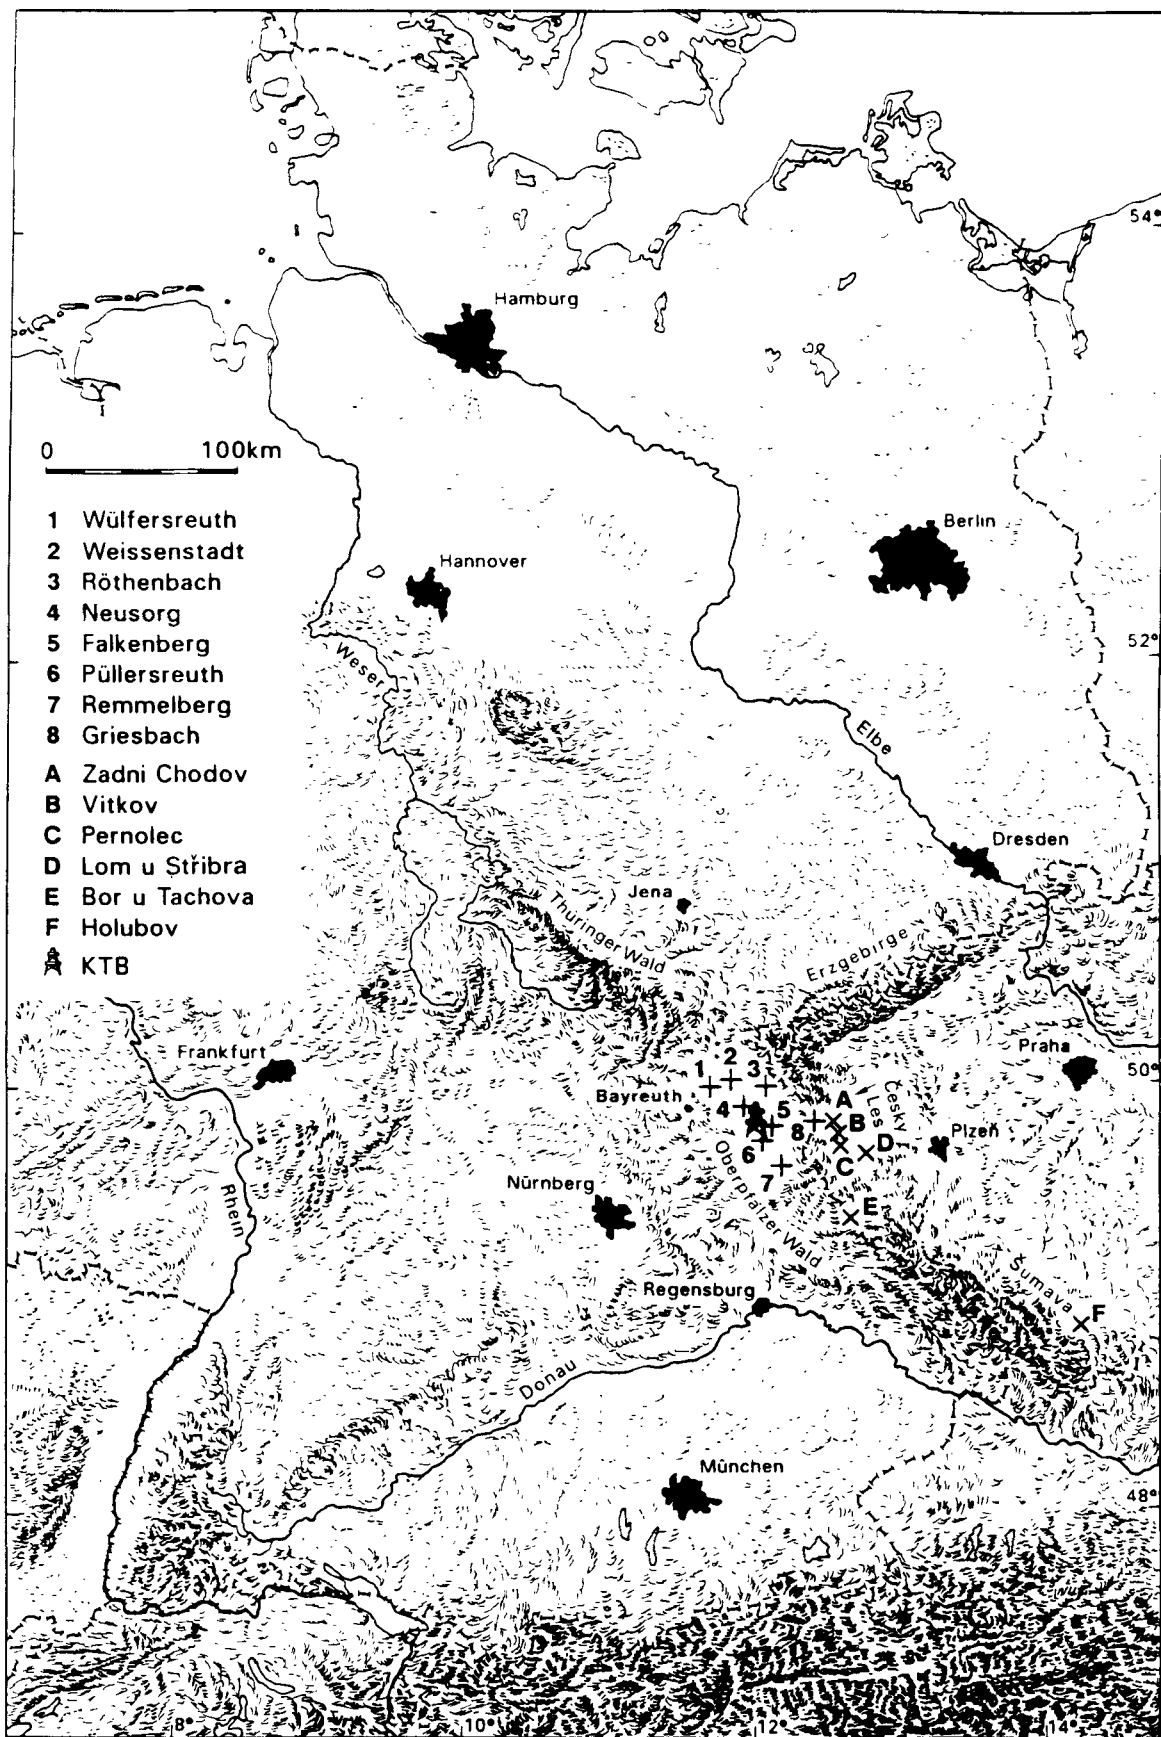 54°
Hamburg
0 100km
1 Wülfersreuth
2 Weissenstadt
3 Röthenbach
4 Neusorg
5 Falkenberg
6 Püllersreuth
7 Remmelberg
8 Griesbach
A Zadni Chodov
B Vitkov
C Pernolec
D Lom u Střibra
E Bor u Tachova
F Holubov
KTB
Berlin
Hannover
52°
Weser
Elbe
Dresden
Jena
Thüringer Wald
Erzgebirge
Frankfurt
Praha
50°
2
1
3
Bayreuth
4
5
A
8
B
Český
Les
Plzeň
6
C
D
7
Oberpfälzer Wald
Nürnberg
E
Rhein
Regensburg
Šumava
F
Donau
München
48°
8°
10°
12°
14°